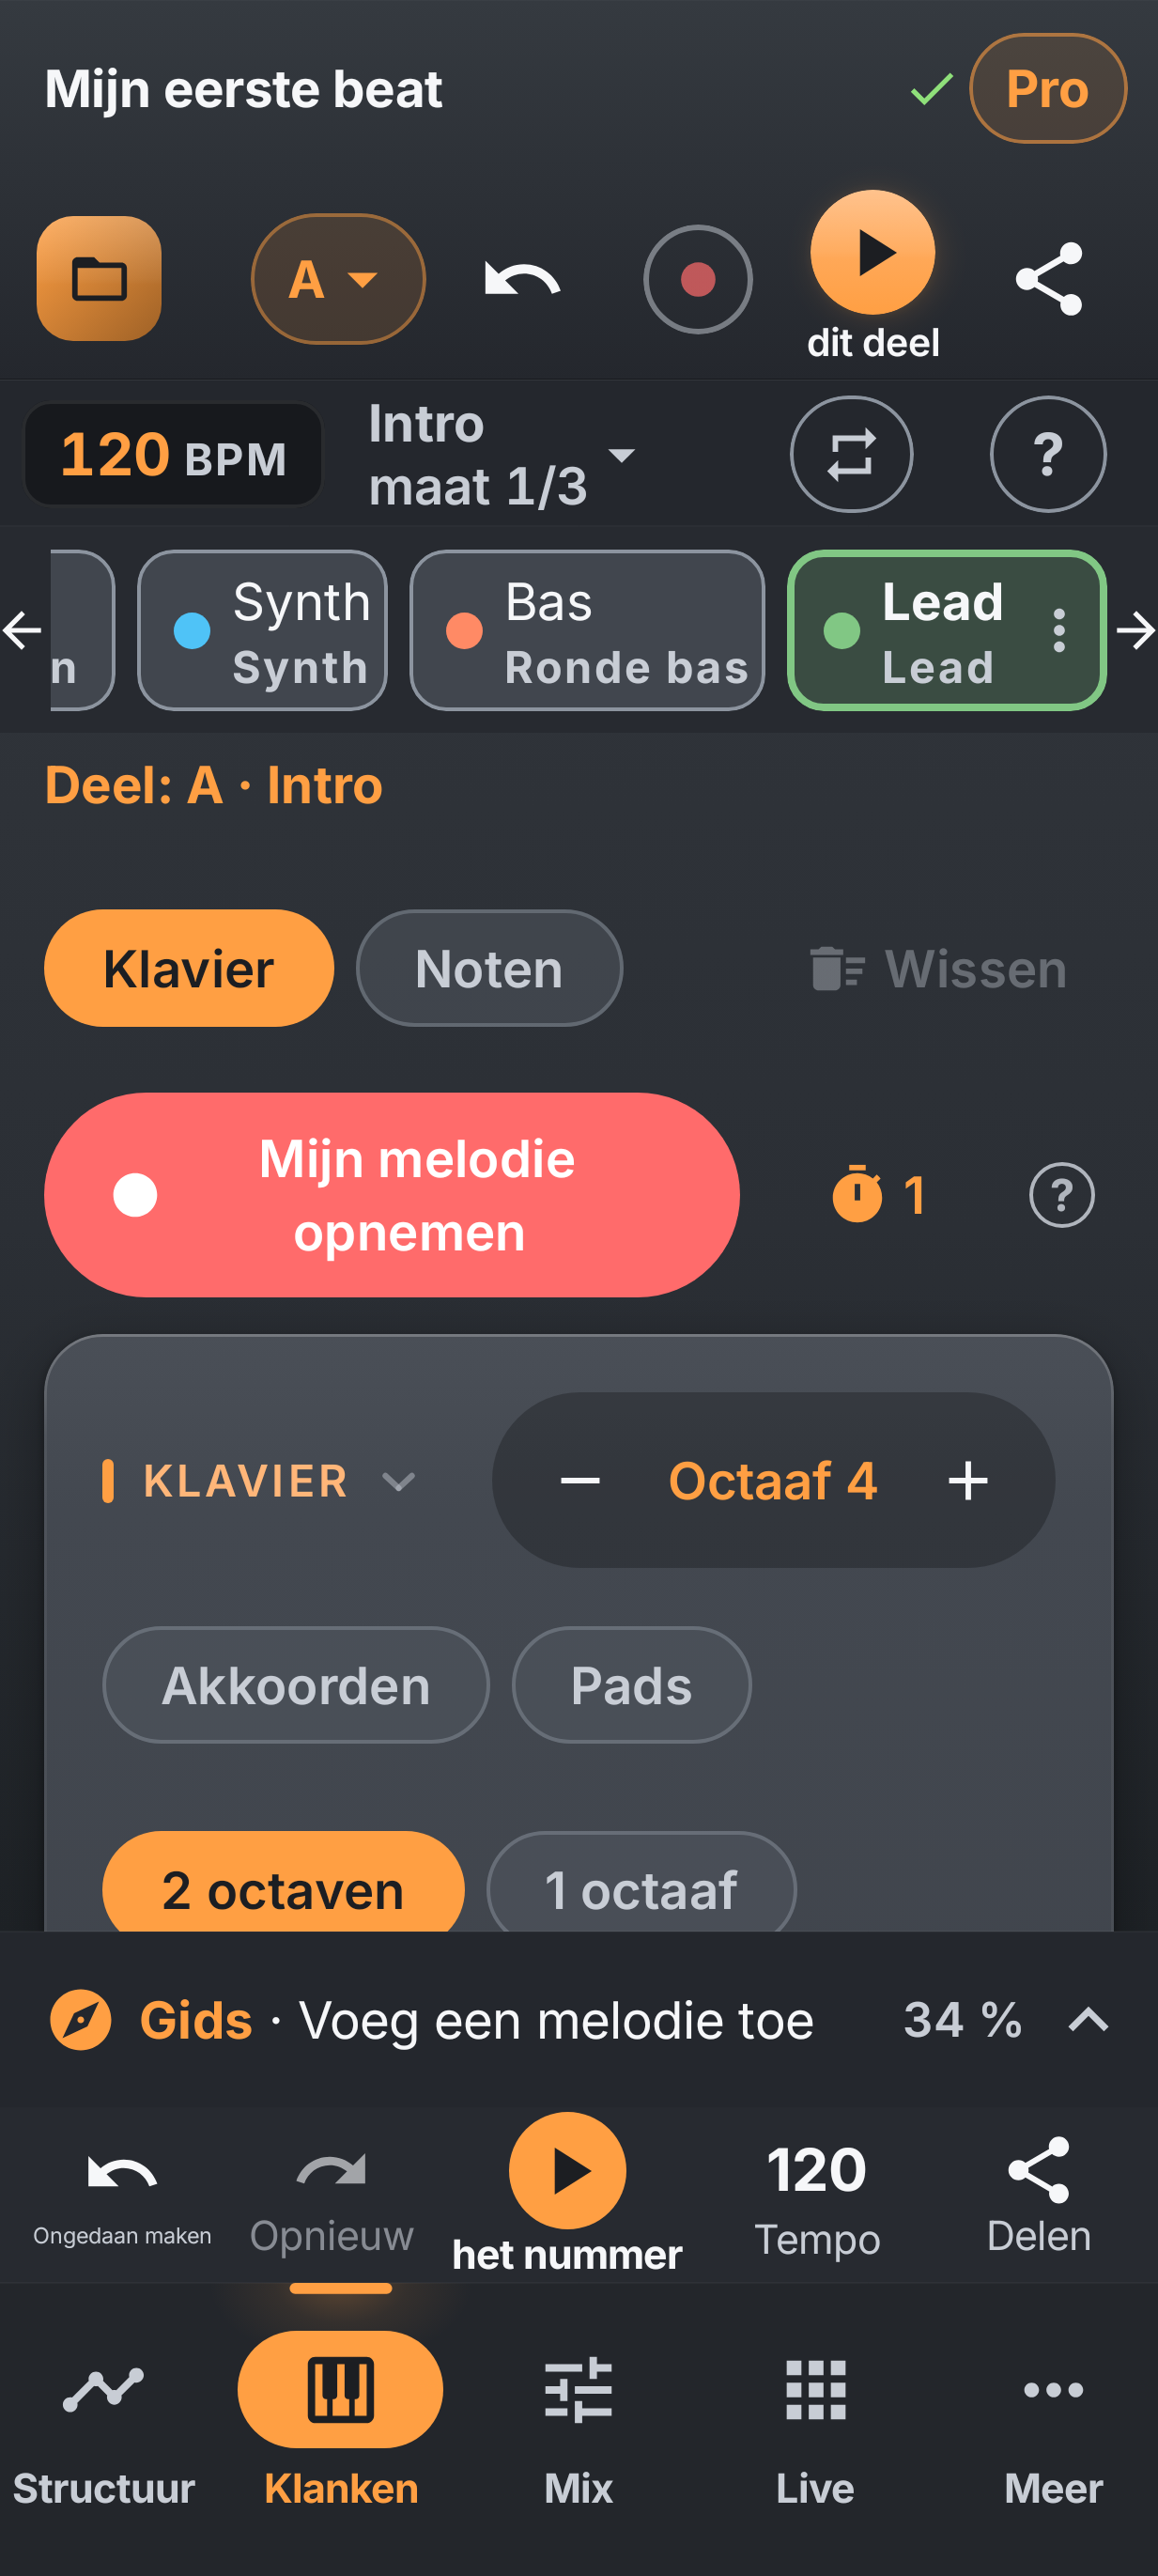 Mijn eerste beat
Pro
A
dit deel
120 BPM
Intro
maat 1/3
?
n
Synth
Synth
Bas
Ronde bas
Lead
Lead
Deel: A · Intro
Klavier
Noten
Wissen
Mijn melodie
opnemen
1
?
KLAVIER
Octaaf 4
Akkoorden
Pads
2 octaven
1 octaaf
Gids · Voeg een melodie toe
34 %
Ongedaan maken
Opnieuw
het nummer
120
Tempo
Delen
Structuur
Klanken
Mix
Live
Meer